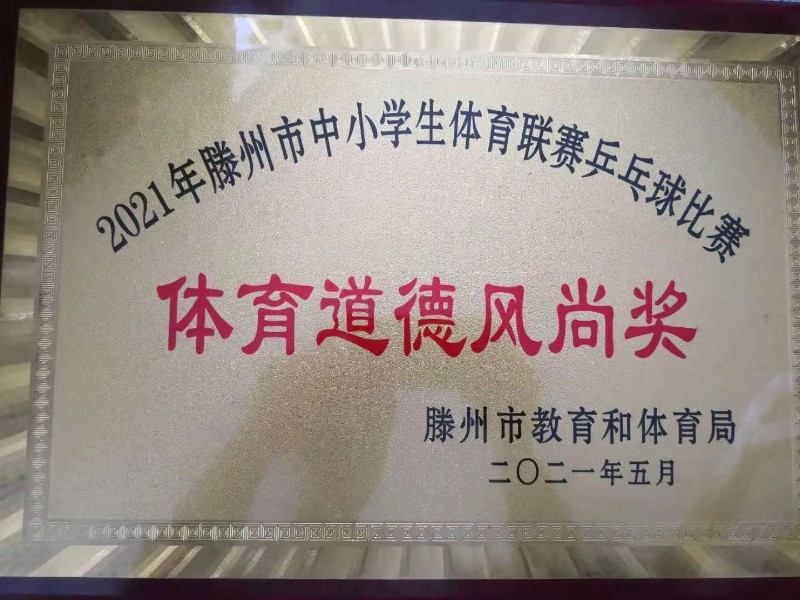 2021年滕州市中小学生体育联赛乒乓球比赛
体育道德风尚奖
滕州市教育和体育局
二〇二一年五月